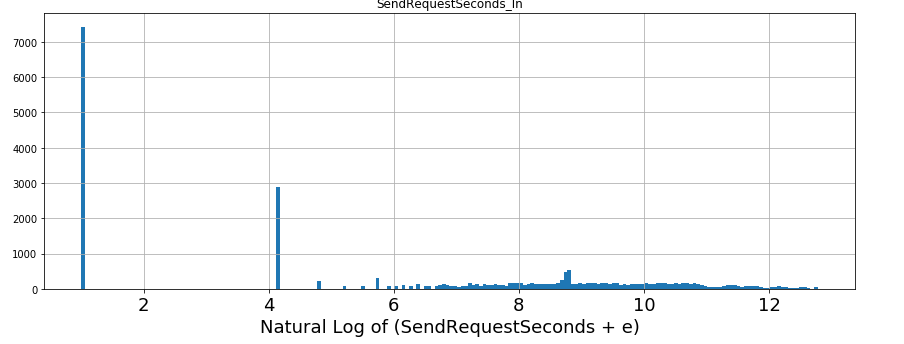 SendRequestSeconds_ln
7000
6000
5000
4000
3000
2000
1000
0
2 4 6 8 10 12
Natural Log of (SendRequestSeconds + e)